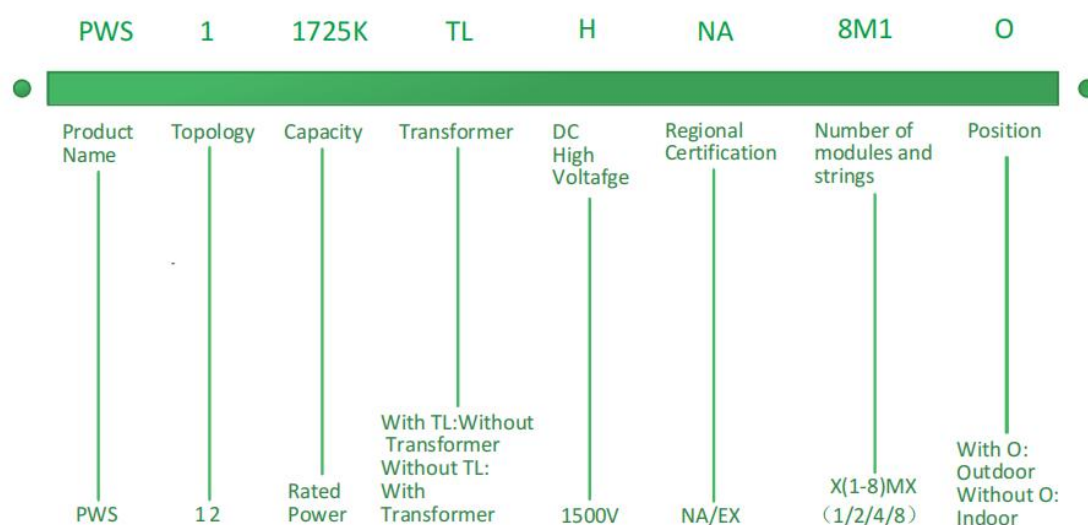 PWS 1 1725K TL H NA 8M1 O
Product
Name
Topology
Capacity
Transformer
DC
High
Voltafge
Regional
Certification
Number of
modules and
strings
Position
PWS
12
Rated
Power
With TL:Without
Transformer
Without TL:
With
Transformer
1500V
NA/EX
X(1-8)MX
（1/2/4/8）
With O:
Outdoor
Without O:
Indoor